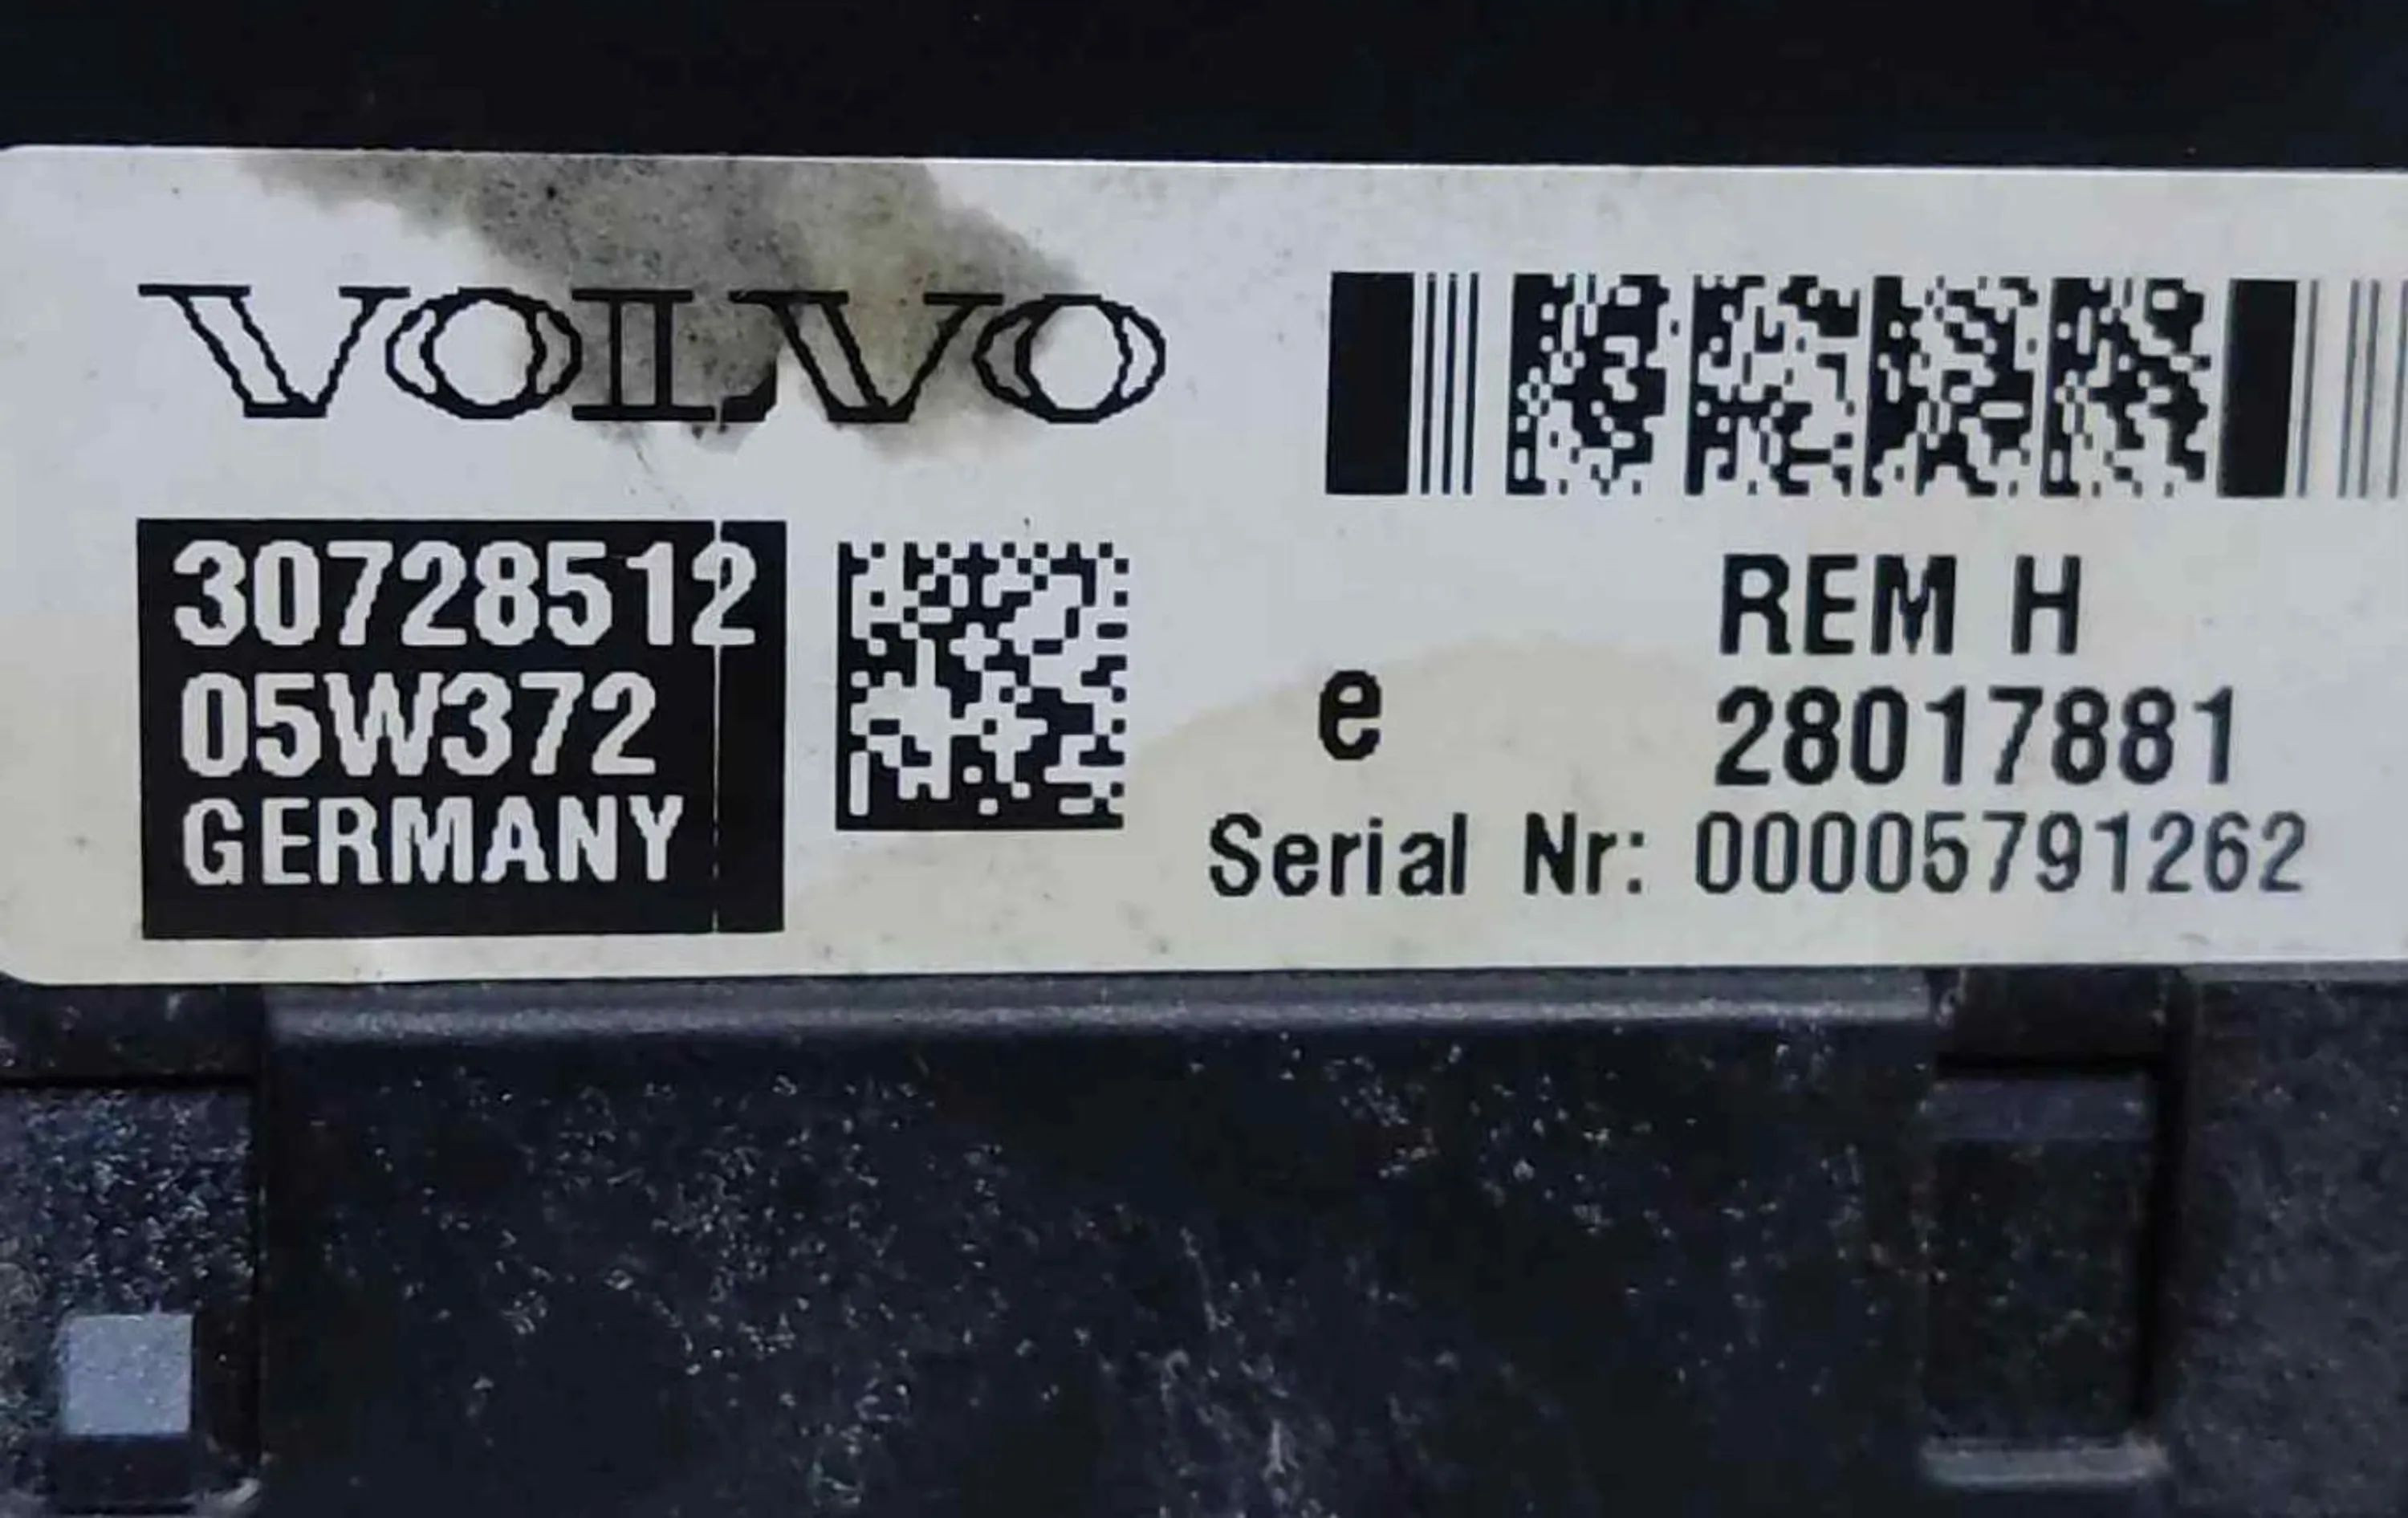 VOLVO
30728512
05W372
GERMANY
REM H
e
28017881
Serial Nr: 00005791262